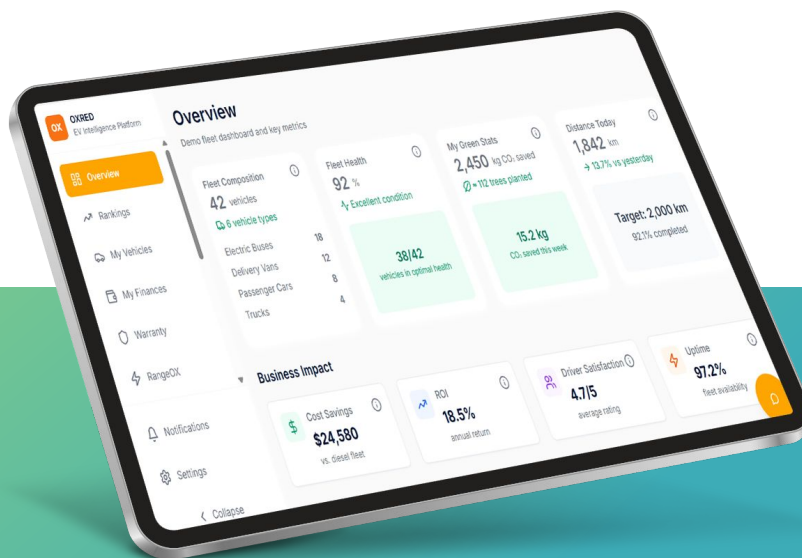 OX
OXRED
EV Intelligence Platform
Overview
Rankings
My Vehicles
My Finances
Warranty
RangeOX
Notifications
Settings
Collapse
Overview
Demo fleet dashboard and key metrics
Fleet Composition
42 vehicles
6 vehicle types
Electric Buses 18
Delivery Vans 12
Passenger Cars 8
Trucks 4
Fleet Health
92 %
Excellent condition
38/42
vehicles in optimal health
My Green Stats
2,450 kg CO₂ saved
= 112 trees planted
15.2 kg
CO₂ saved this week
Distance Today
1,842 km
→ 13.7% vs yesterday
Target: 2,000 km
92.1% completed
Business Impact
Cost Savings
$24,580
vs. diesel fleet
ROI
18.5%
annual return
Driver Satisfaction
4.7/5
average rating
Uptime
97.2%
fleet availability